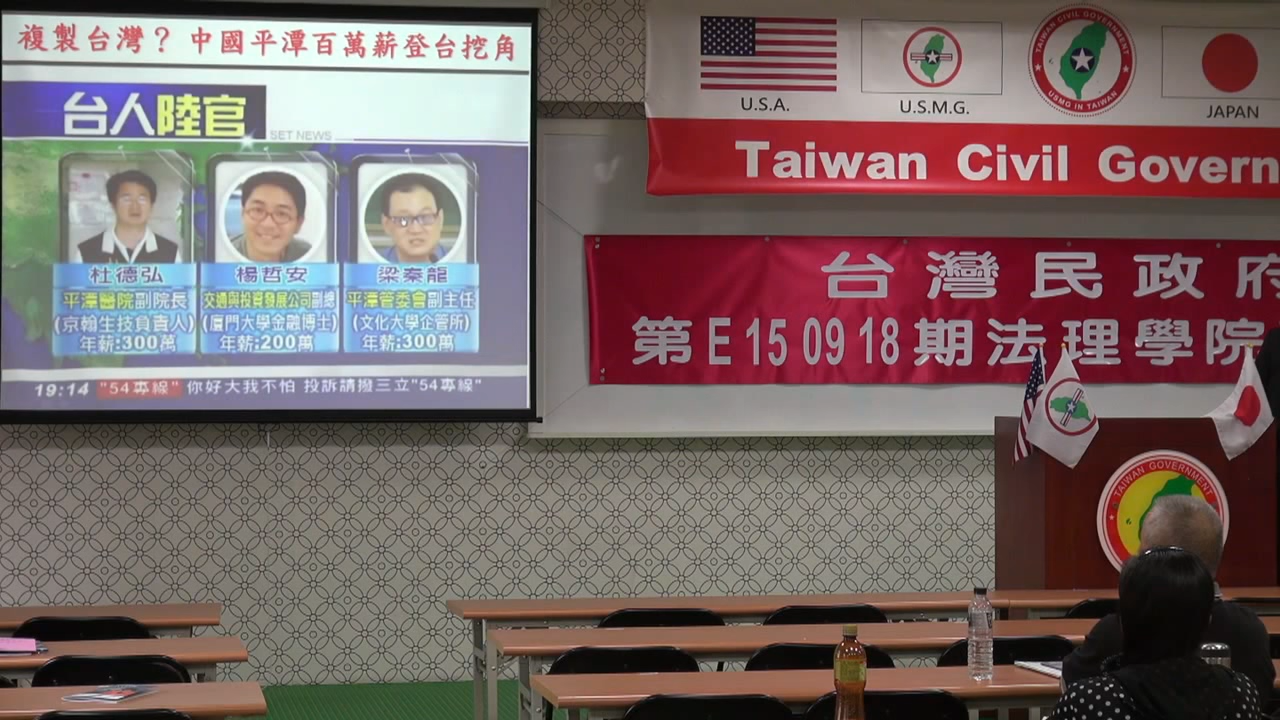 複製台灣？ 中國平潭百萬薪登台挖角
台人陸官
SET NEWS
杜德弘
平潭醫院副院長
(京翰生技負責人)
年薪:300萬
楊哲安
交通與投資發展公司副總
(廈門大學金融博士)
年薪:200萬
梁秦龍
平潭管委會副主任
(文化大學企管所)
年薪:300萬
19:14 "54專線" 你好大我不怕 投訴請撥三立"54專線"
U.S.A.
U.S.M.G.
TAIWAN CIVIL GOVERNMENT
USMG IN TAIWAN
JAPAN
Taiwan Civil Governm
台灣民政府
第E 15 09 18 期法理學院
TAIWAN GOVERNMENT